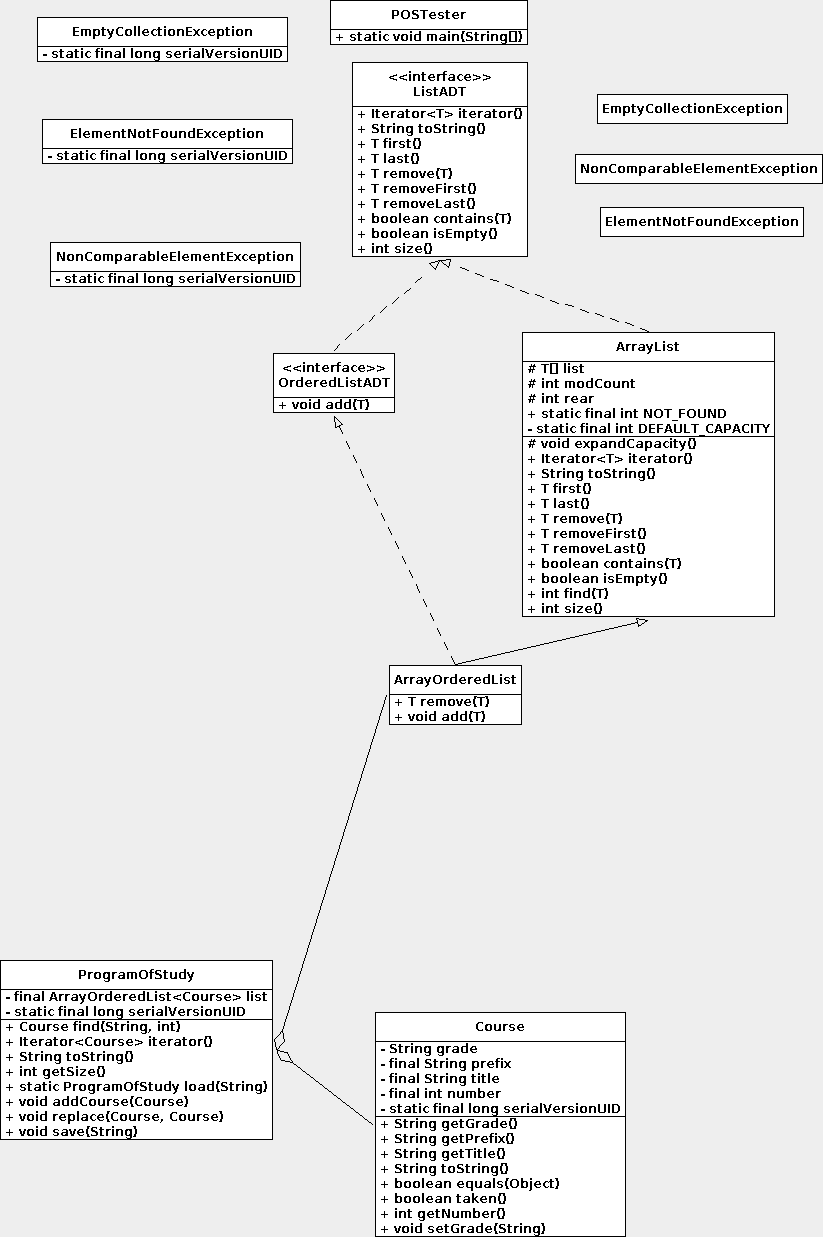 POSTester
+ static void main(String[])
EmptyCollectionException
- static final long serialVersionUID
<<interface>>
ListADT
+ Iterator<T> iterator()
+ String toString()
+ T first()
+ T last()
+ T remove(T)
+ T removeFirst()
+ T removeLast()
+ boolean contains(T)
+ boolean isEmpty()
+ int size()
EmptyCollectionException
ElementNotFoundException
- static final long serialVersionUID
NonComparableElementException
ElementNotFoundException
NonComparableElementException
- static final long serialVersionUID
<<interface>>
OrderedListADT
+ void add(T)
ArrayList
# T[] list
# int modCount
# int rear
+ static final int NOT_FOUND
- static final int DEFAULT_CAPACITY
# void expandCapacity()
+ Iterator<T> iterator()
+ String toString()
+ T first()
+ T last()
+ T remove(T)
+ T removeFirst()
+ T removeLast()
+ boolean contains(T)
+ boolean isEmpty()
+ int find(T)
+ int size()
ArrayOrderedList
+ T remove(T)
+ void add(T)
ProgramOfStudy
- final ArrayOrderedList<Course> list
- static final long serialVersionUID
+ Course find(String, int)
+ Iterator<Course> iterator()
+ String toString()
+ int getSize()
+ static ProgramOfStudy load(String)
+ void addCourse(Course)
+ void replace(Course, Course)
+ void save(String)
Course
- String grade
- final String prefix
- final String title
- final int number
- static final long serialVersionUID
+ String getGrade()
+ String getPrefix()
+ String getTitle()
+ String toString()
+ boolean equals(Object)
+ boolean taken()
+ int getNumber()
+ void setGrade(String)